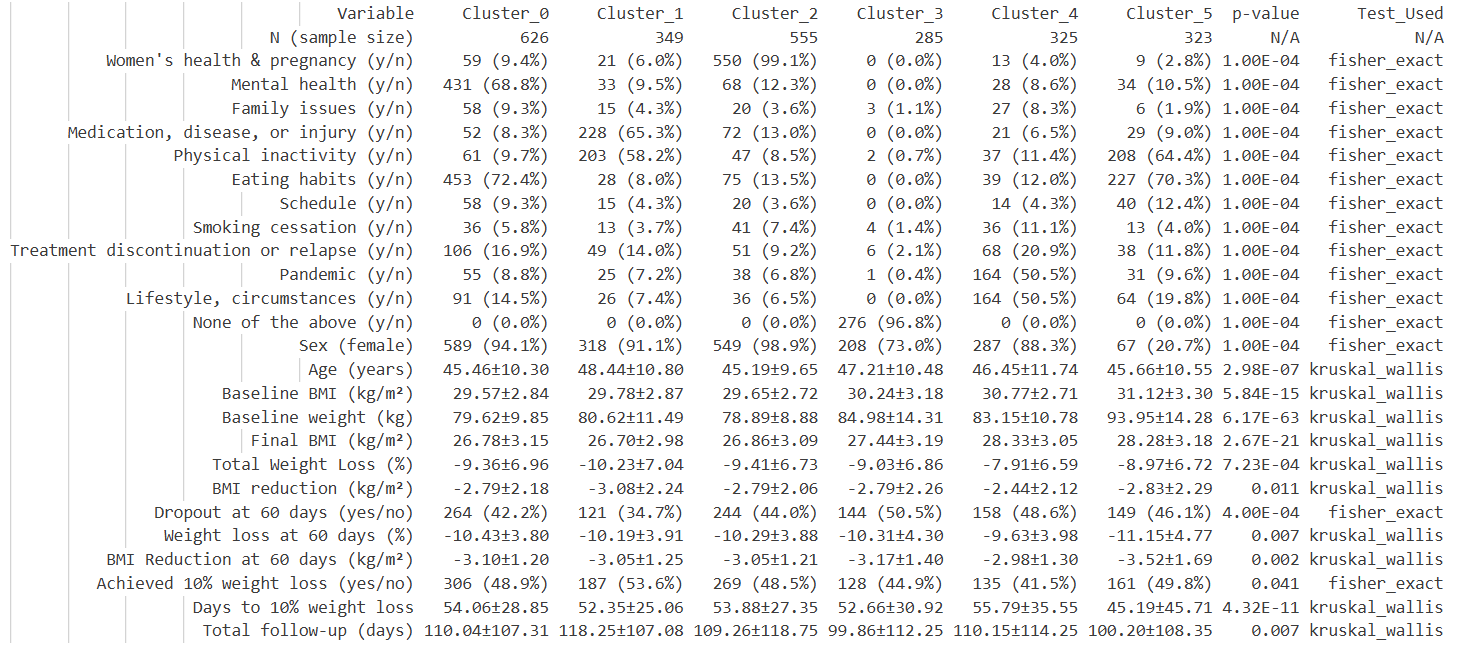 Variable Cluster_0 Cluster_1 Cluster_2 Cluster_3 Cluster_4 Cluster_5 p-value Test_Used
N (sample size) 626 349 555 285 325 323 N/A N/A
Women's health & pregnancy (y/n) 59 (9.4%) 21 (6.0%) 550 (99.1%) 0 (0.0%) 13 (4.0%) 9 (2.8%) 1.00E-04 fisher_exact
Mental health (y/n) 431 (68.8%) 33 (9.5%) 68 (12.3%) 0 (0.0%) 28 (8.6%) 34 (10.5%) 1.00E-04 fisher_exact
Family issues (y/n) 58 (9.3%) 15 (4.3%) 20 (3.6%) 3 (1.1%) 27 (8.3%) 6 (1.9%) 1.00E-04 fisher_exact
Medication, disease, or injury (y/n) 52 (8.3%) 228 (65.3%) 72 (13.0%) 0 (0.0%) 21 (6.5%) 29 (9.0%) 1.00E-04 fisher_exact
Physical inactivity (y/n) 61 (9.7%) 203 (58.2%) 47 (8.5%) 2 (0.7%) 37 (11.4%) 208 (64.4%) 1.00E-04 fisher_exact
Eating habits (y/n) 453 (72.4%) 28 (8.0%) 75 (13.5%) 0 (0.0%) 39 (12.0%) 227 (70.3%) 1.00E-04 fisher_exact
Schedule (y/n) 58 (9.3%) 15 (4.3%) 20 (3.6%) 0 (0.0%) 14 (4.3%) 40 (12.4%) 1.00E-04 fisher_exact
Smoking cessation (y/n) 36 (5.8%) 13 (3.7%) 41 (7.4%) 4 (1.4%) 36 (11.1%) 13 (4.0%) 1.00E-04 fisher_exact
Treatment discontinuation or relapse (y/n) 106 (16.9%) 49 (14.0%) 51 (9.2%) 6 (2.1%) 68 (20.9%) 38 (11.8%) 1.00E-04 fisher_exact
Pandemic (y/n) 55 (8.8%) 25 (7.2%) 38 (6.8%) 1 (0.4%) 164 (50.5%) 31 (9.6%) 1.00E-04 fisher_exact
Lifestyle, circumstances (y/n) 91 (14.5%) 26 (7.4%) 36 (6.5%) 0 (0.0%) 164 (50.5%) 64 (19.8%) 1.00E-04 fisher_exact
None of the above (y/n) 0 (0.0%) 0 (0.0%) 0 (0.0%) 276 (96.8%) 0 (0.0%) 0 (0.0%) 1.00E-04 fisher_exact
Sex (female) 589 (94.1%) 318 (91.1%) 549 (98.9%) 208 (73.0%) 287 (88.3%) 67 (20.7%) 1.00E-04 fisher_exact
Age (years) 45.46±10.30 48.44±10.80 45.19±9.65 47.21±10.48 46.45±11.74 45.66±10.55 2.98E-07 kruskal_wallis
Baseline BMI (kg/m²) 29.57±2.84 29.78±2.87 29.65±2.72 30.24±3.18 30.77±2.71 31.12±3.30 5.84E-15 kruskal_wallis
Baseline weight (kg) 79.62±9.85 80.62±11.49 78.89±8.88 84.98±14.31 83.15±10.78 93.95±14.28 6.17E-63 kruskal_wallis
Final BMI (kg/m²) 26.78±3.15 26.70±2.98 26.86±3.09 27.44±3.19 28.33±3.05 28.28±3.18 2.67E-21 kruskal_wallis
Total Weight Loss (%) -9.36±6.96 -10.23±7.04 -9.41±6.73 -9.03±6.86 -7.91±6.59 -8.97±6.72 7.23E-04 kruskal_wallis
BMI reduction (kg/m²) -2.79±2.18 -3.08±2.24 -2.79±2.06 -2.79±2.26 -2.44±2.12 -2.83±2.29 0.011 kruskal_wallis
Dropout at 60 days (yes/no) 264 (42.2%) 121 (34.7%) 244 (44.0%) 144 (50.5%) 158 (48.6%) 149 (46.1%) 4.00E-04 fisher_exact
Weight loss at 60 days (%) -10.43±3.80 -10.19±3.91 -10.29±3.88 -10.31±4.30 -9.63±3.98 -11.15±4.77 0.007 kruskal_wallis
BMI Reduction at 60 days (kg/m²) -3.10±1.20 -3.05±1.25 -3.05±1.21 -3.17±1.40 -2.98±1.30 -3.52±1.69 0.002 kruskal_wallis
Achieved 10% weight loss (yes/no) 306 (48.9%) 187 (53.6%) 269 (48.5%) 128 (44.9%) 135 (41.5%) 161 (49.8%) 0.041 fisher_exact
Days to 10% weight loss 54.06±28.85 52.35±25.06 53.88±27.35 52.66±30.92 55.79±35.55 45.19±45.71 4.32E-11 kruskal_wallis
Total follow-up (days) 110.04±107.31 118.25±107.08 109.26±118.75 99.86±112.25 110.15±114.25 100.20±108.35 0.007 kruskal_wallis